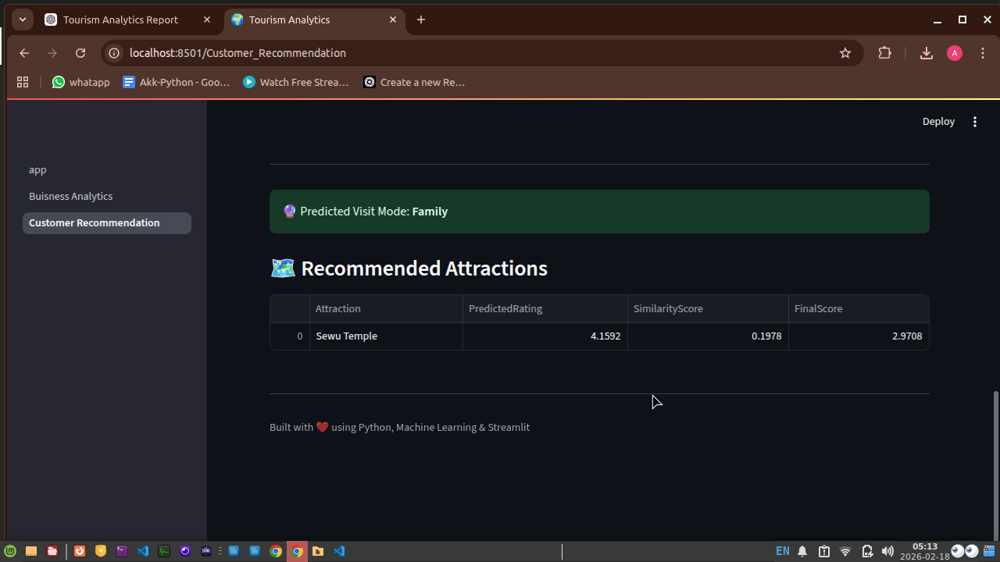 Tourism Analytics Report
Tourism Analytics
localhost:8501/Customer_Recommendation
A
whatapp
Akk-Python - Goo...
Watch Free Strea...
Create a new Re...
Deploy
app
Buisness Analytics
Customer Recommendation
🔮 Predicted Visit Mode: Family
🗺️ Recommended Attractions
Attraction PredictedRating SimilarityScore FinalScore
0 Sewu Temple 4.1592 0.1978 2.9708
Built with ❤️ using Python, Machine Learning & Streamlit
EN
05:13
2026-02-18